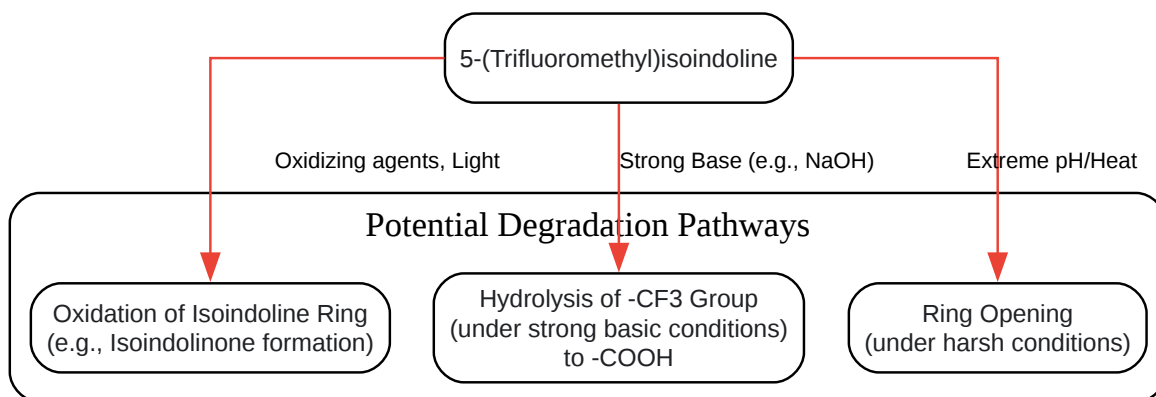 5-(Trifluoromethyl)isoindoline
Oxidizing agents, Light
Strong Base (e.g., NaOH)
Extreme pH/Heat
Potential Degradation Pathways
Oxidation of Isoindoline Ring
(e.g., Isoindolinone formation)
Hydrolysis of -CF3 Group
(under strong basic conditions)
to -COOH
Ring Opening
(under harsh conditions)